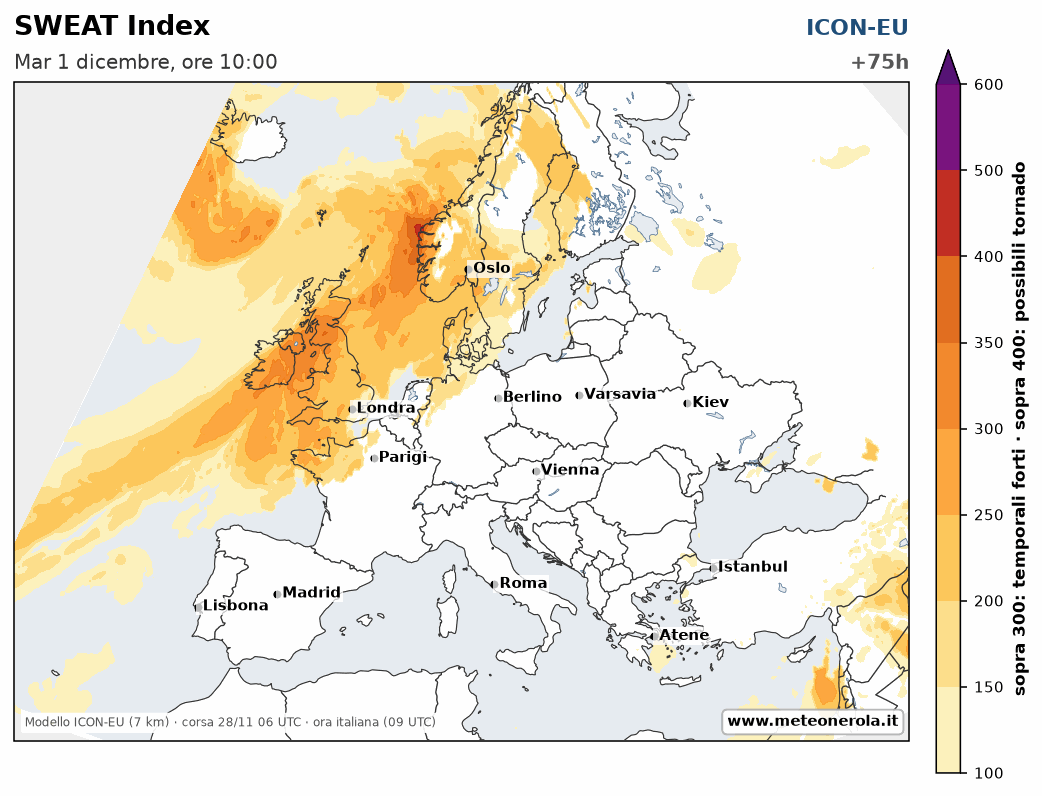 SWEAT Index
ICON-EU
Mar 1 dicembre, ore 10:00
+75h
600
500
400
350
300
250
200
150
100
sopra 300: temporali forti · sopra 400: possibili tornado
Oslo
Berlino
Varsavia
Kiev
Londra
Parigi
Vienna
Istanbul
Roma
Madrid
Lisbona
Atene
Modello ICON-EU (7 km) · corsa 28/11 06 UTC · ora italiana (09 UTC)
www.meteonerola.it